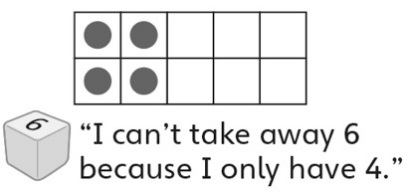 6
“I can’t take away 6
because I only have 4.”